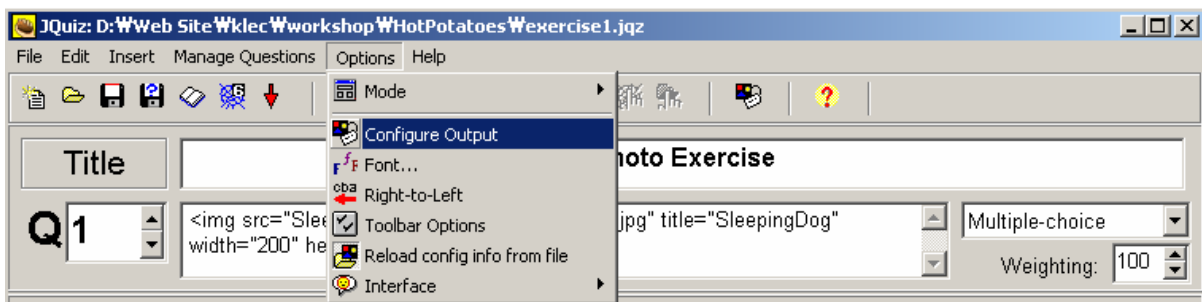 JQuiz: D:₩Web Site₩klec₩workshop₩HotPotatoes₩exercise1.jqz
File Edit Insert Manage Questions Options Help
Mode
Configure Output
Font...
Right-to-Left
Toolbar Options
Reload config info from file
Interface
Title
hoto Exercise
Q 1
<img src="Slee
width="200" he
jpg" title="SleepingDog"
Multiple-choice
Weighting: 100